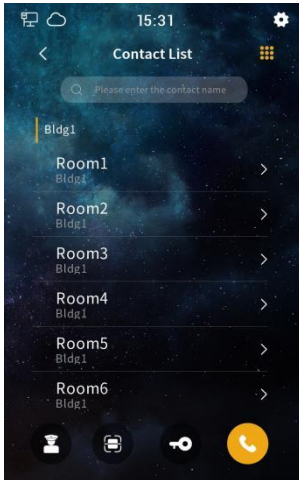 15:31
Contact List
Please enter the contact name
Bldg1
Room1
Bldg1
Room2
Bldg1
Room3
Bldg1
Room4
Bldg1
Room5
Bldg1
Room6
Bldg1